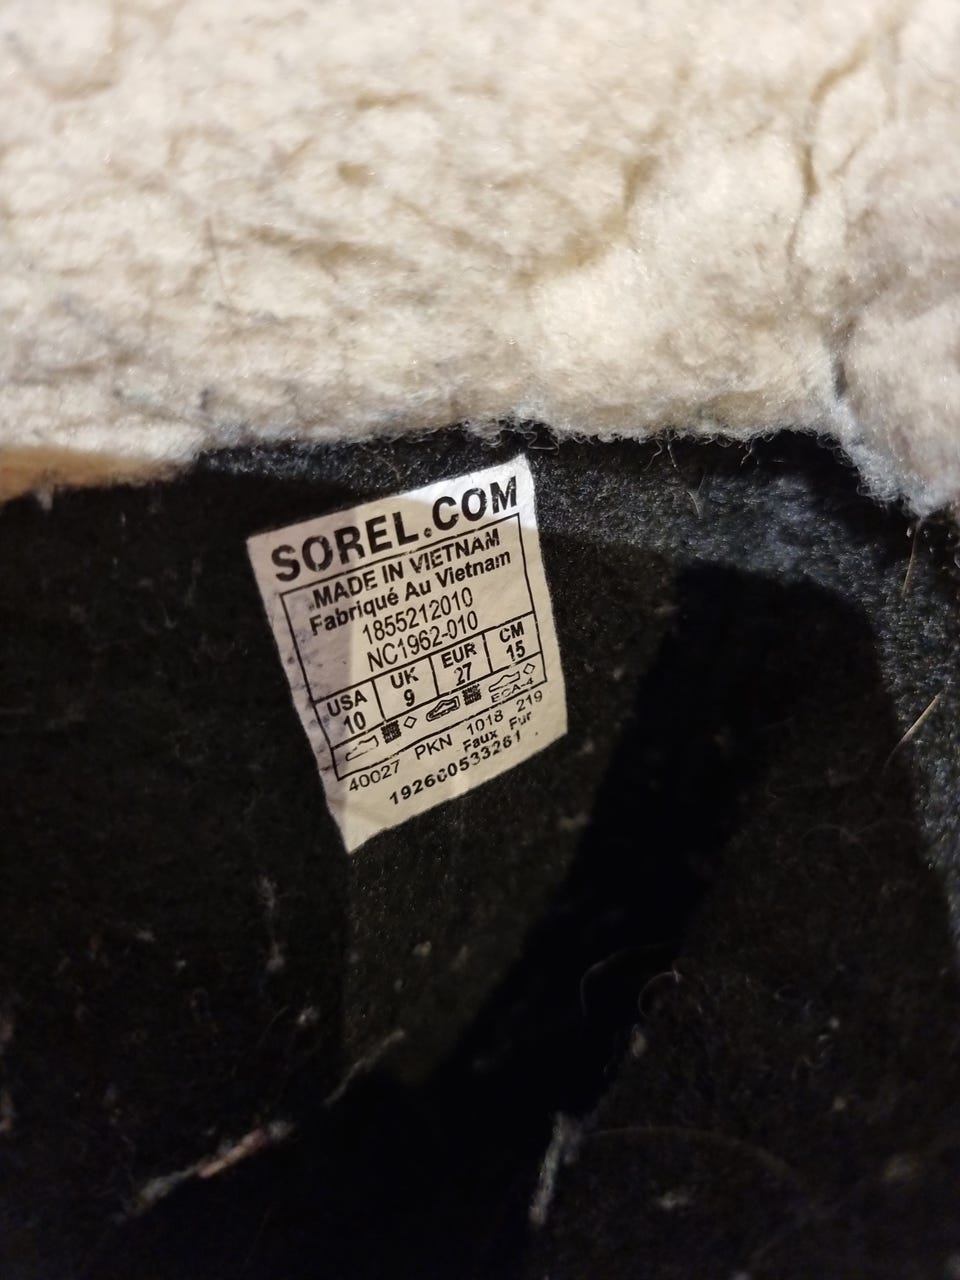 SOREL.COM
MADE IN VIETNAM
Fabriqué Au Vietnam
1855212010
NC1962-010
USA UK EUR CM
10 9 27 15
ECA-4
40027 PKN 1018 219
Faux Fur
192660533261